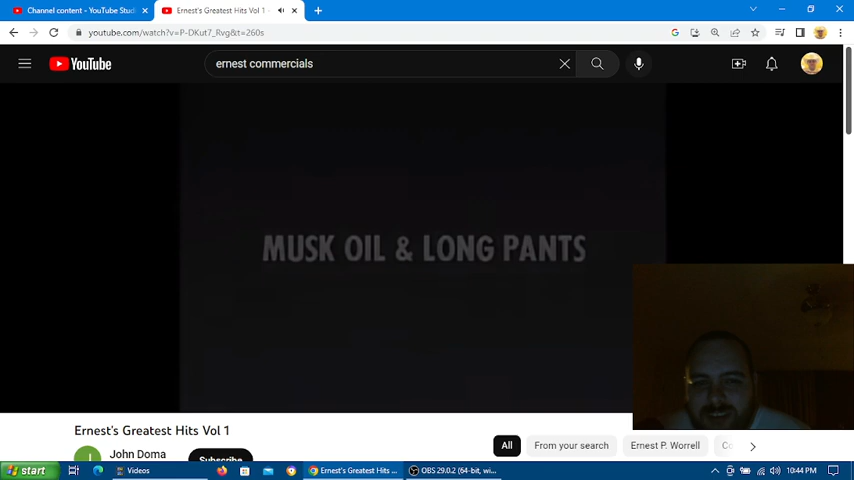 Channel content - YouTube Stud
Ernest's Greatest Hits Vol 1 -
youtube.com/watch?v=P-DKut7_Rvg&t=260s
YouTube
ernest commercials
MUSK OIL & LONG PANTS
Ernest's Greatest Hits Vol 1
John Doma
Subscribe
All
From your search
Ernest P. Worrell
start
Videos
Ernest's Greatest Hits ...
OBS 29.0.2 (64-bit, wi...
10:44 PM